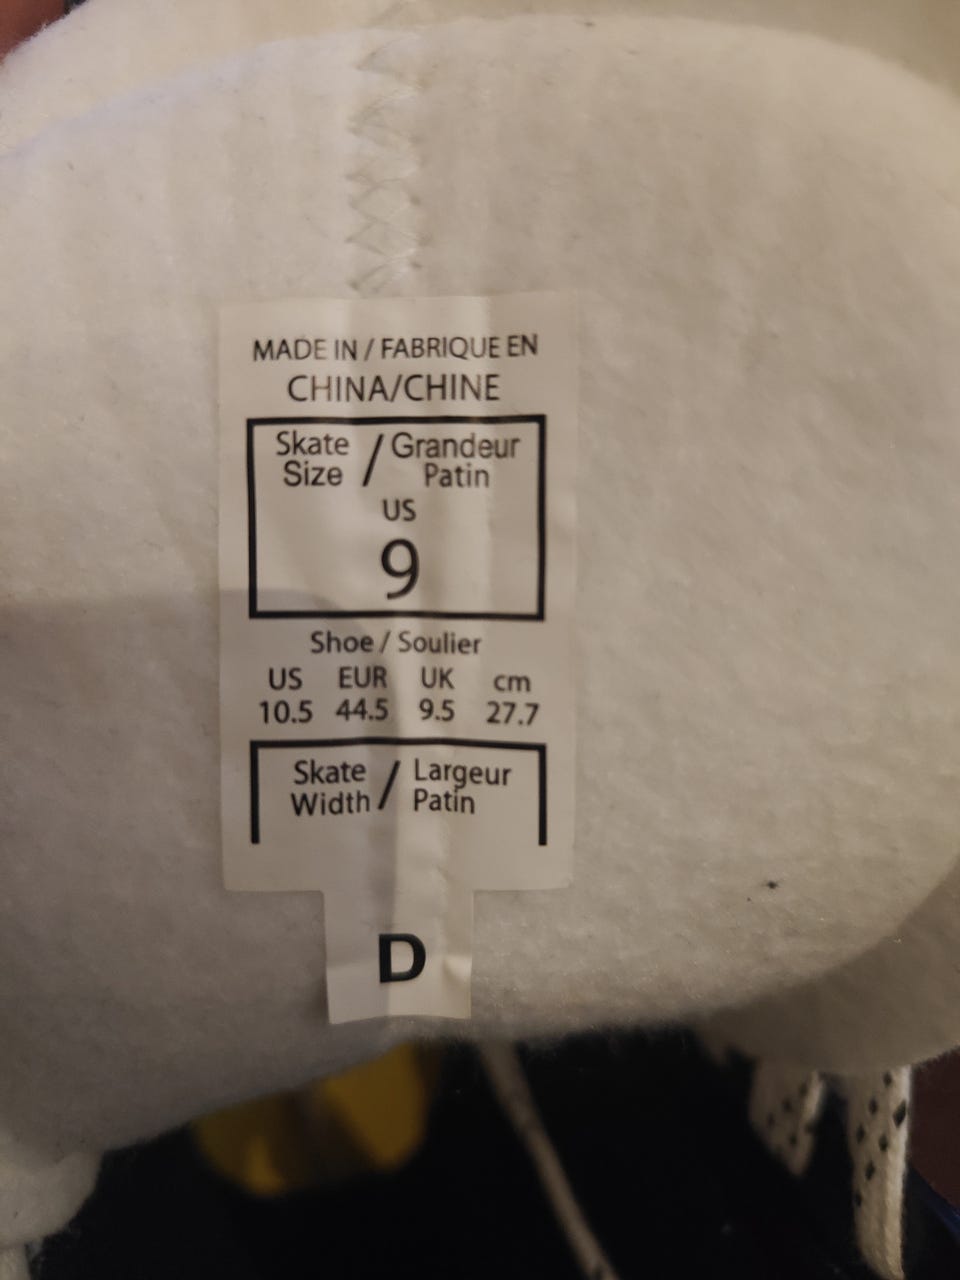 MADE IN / FABRIQUE EN
CHINA/CHINE
Skate Size / Grandeur Patin
US
9
Shoe / Soulier
US EUR UK cm
10.5 44.5 9.5 27.7
Skate Width / Largeur Patin
D